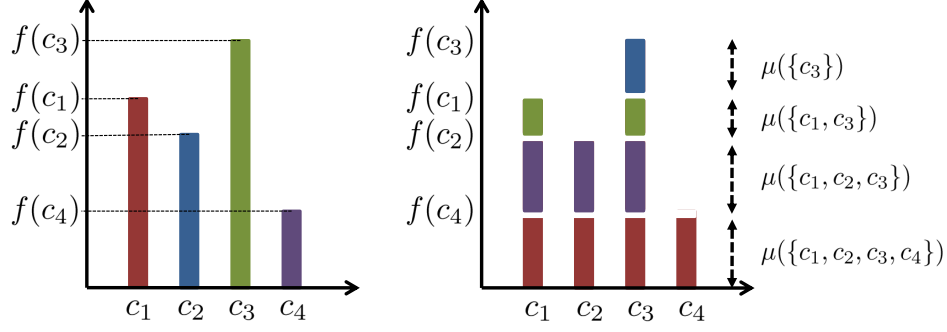 f(c₃)
f(c₁)
f(c₂)
f(c₄)
c₁ c₂ c₃ c₄
f(c₃)
f(c₁)
f(c₂)
f(c₄)
c₁ c₂ c₃ c₄
μ({c₃})
μ({c₁, c₃})
μ({c₁, c₂, c₃})
μ({c₁, c₂, c₃, c₄})